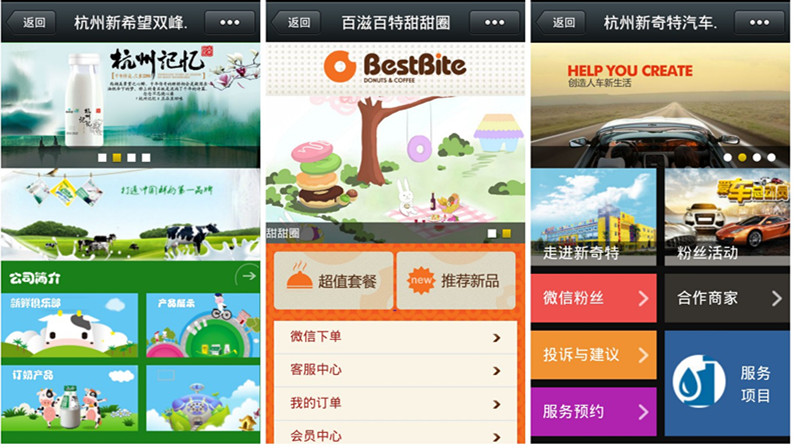 返回
杭州新希望双峰.
杭州记忆
打造中国鲜的第一品牌
公司简介
新鲜俱乐部
产品展示
订奶产品
返回
百滋百特甜甜圈
BestBite
DONUTS & COFFEE
甜甜圈
超值套餐
new
推荐新品
微信下单
客服中心
我的订单
会员中心
返回
杭州新奇特汽车.
HELP YOU CREATE
创造人车新生活
走进新奇特
粉丝活动
微信粉丝
合作商家
投诉与建议
服务预约
服务
项目